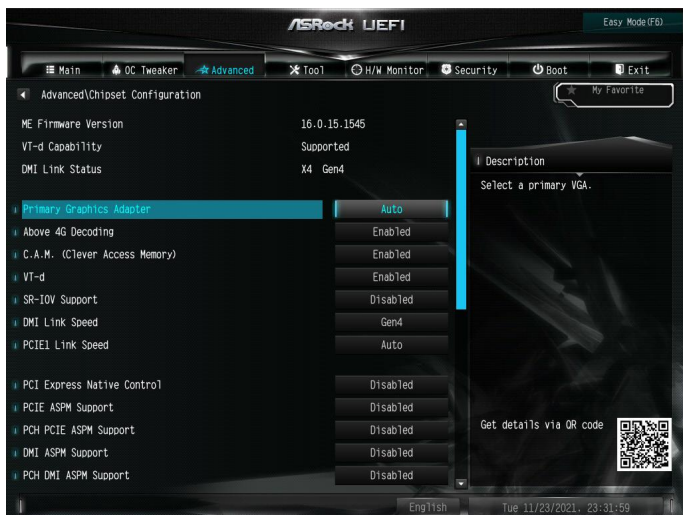 ASRock UEFI
Easy Mode(F6)
Main OC Tweaker Advanced Tool H/W Monitor Security Boot Exit
Advanced\Chipset Configuration
My Favorite
ME Firmware Version 16.0.15.1545
VT-d Capability Supported
DMI Link Status X4 Gen4
Description
Select a primary VGA.
Primary Graphics Adapter Auto
Above 4G Decoding Enabled
C.A.M. (Clever Access Memory) Enabled
VT-d Enabled
SR-IOV Support Disabled
DMI Link Speed Gen4
PCIE1 Link Speed Auto
PCI Express Native Control Disabled
PCIE ASPM Support Disabled
PCH PCIE ASPM Support Disabled
DMI ASPM Support Disabled
PCH DMI ASPM Support Disabled
Get details via QR code
English
Tue 11/23/2021, 23:31:59